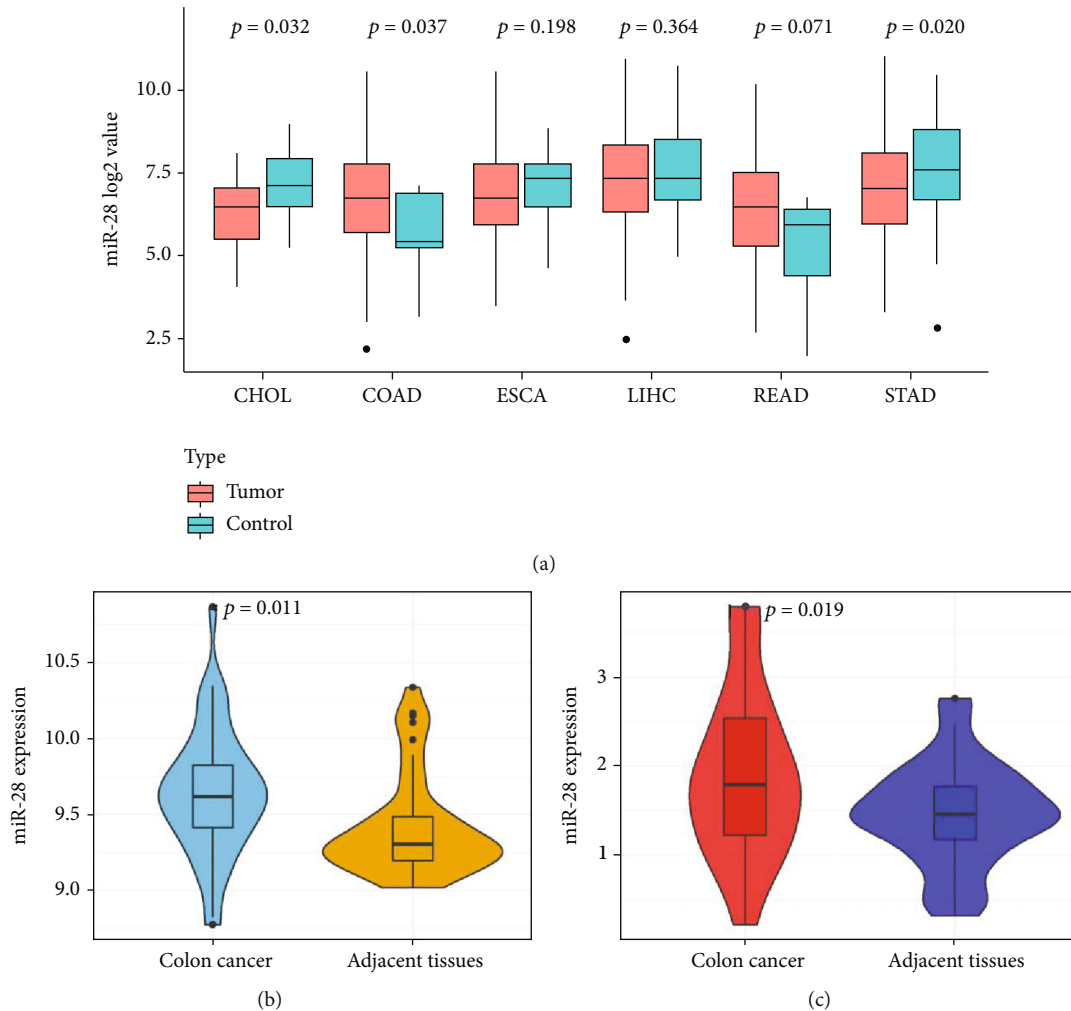 p = 0.032 p = 0.037 p = 0.198 p = 0.364 p = 0.071 p = 0.020
miR-28 log2 value
10.0
7.5
5.0
2.5
CHOL COAD ESCA LIHC READ STAD
Type
Tumor
Control
(a)
p = 0.011
miR-28 expression
10.5
10.0
9.5
9.0
Colon cancer Adjacent tissues
(b)
p = 0.019
miR-28 expression
3
2
1
Colon cancer Adjacent tissues
(c)